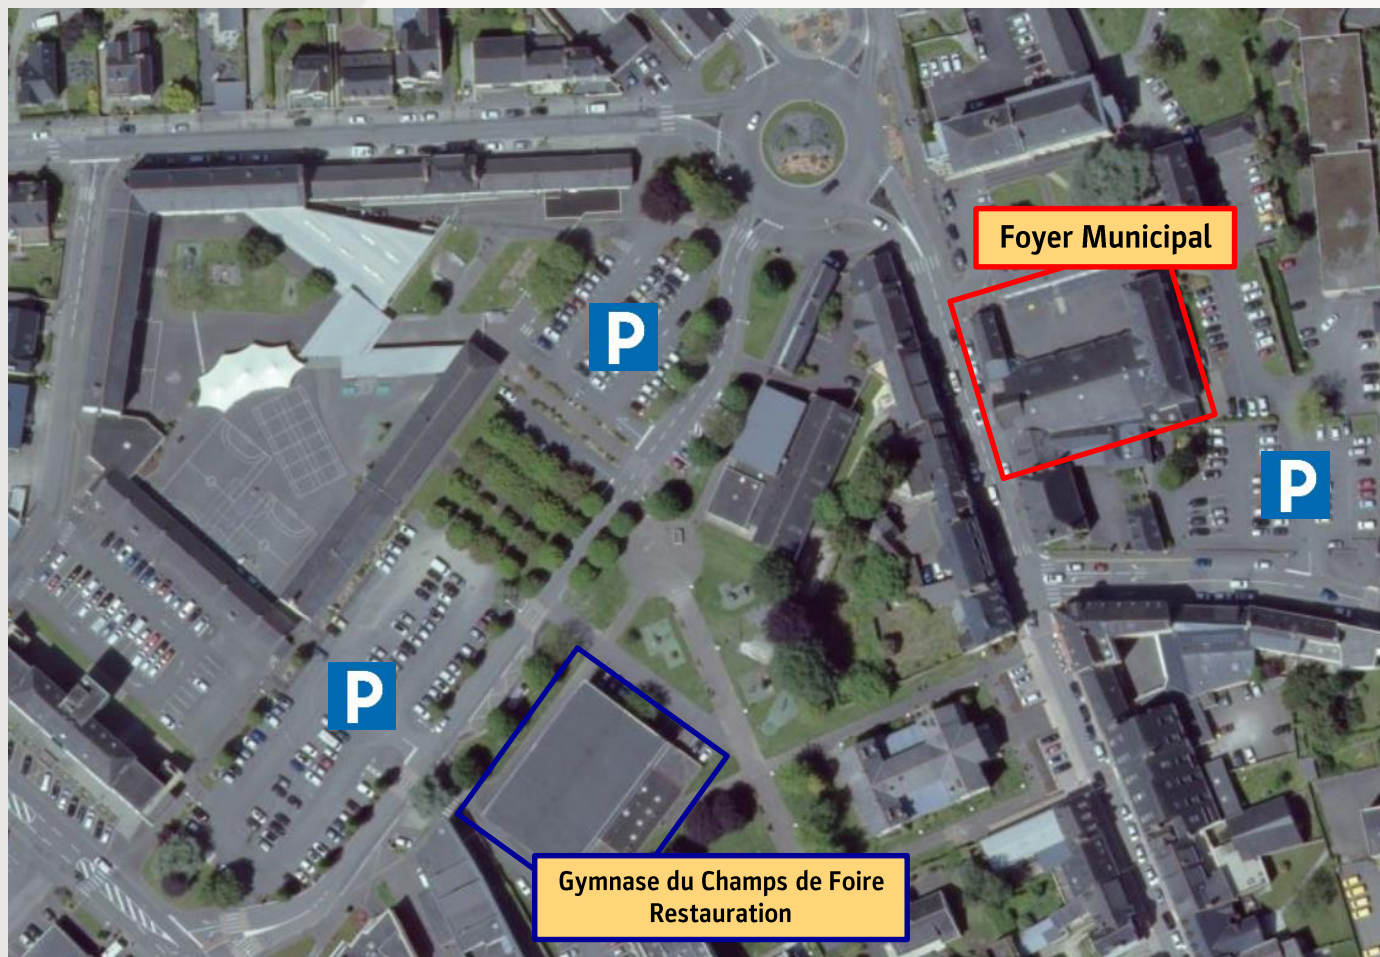 Foyer Municipal
P
P
P
Gymnase du Champs de Foire
Restauration